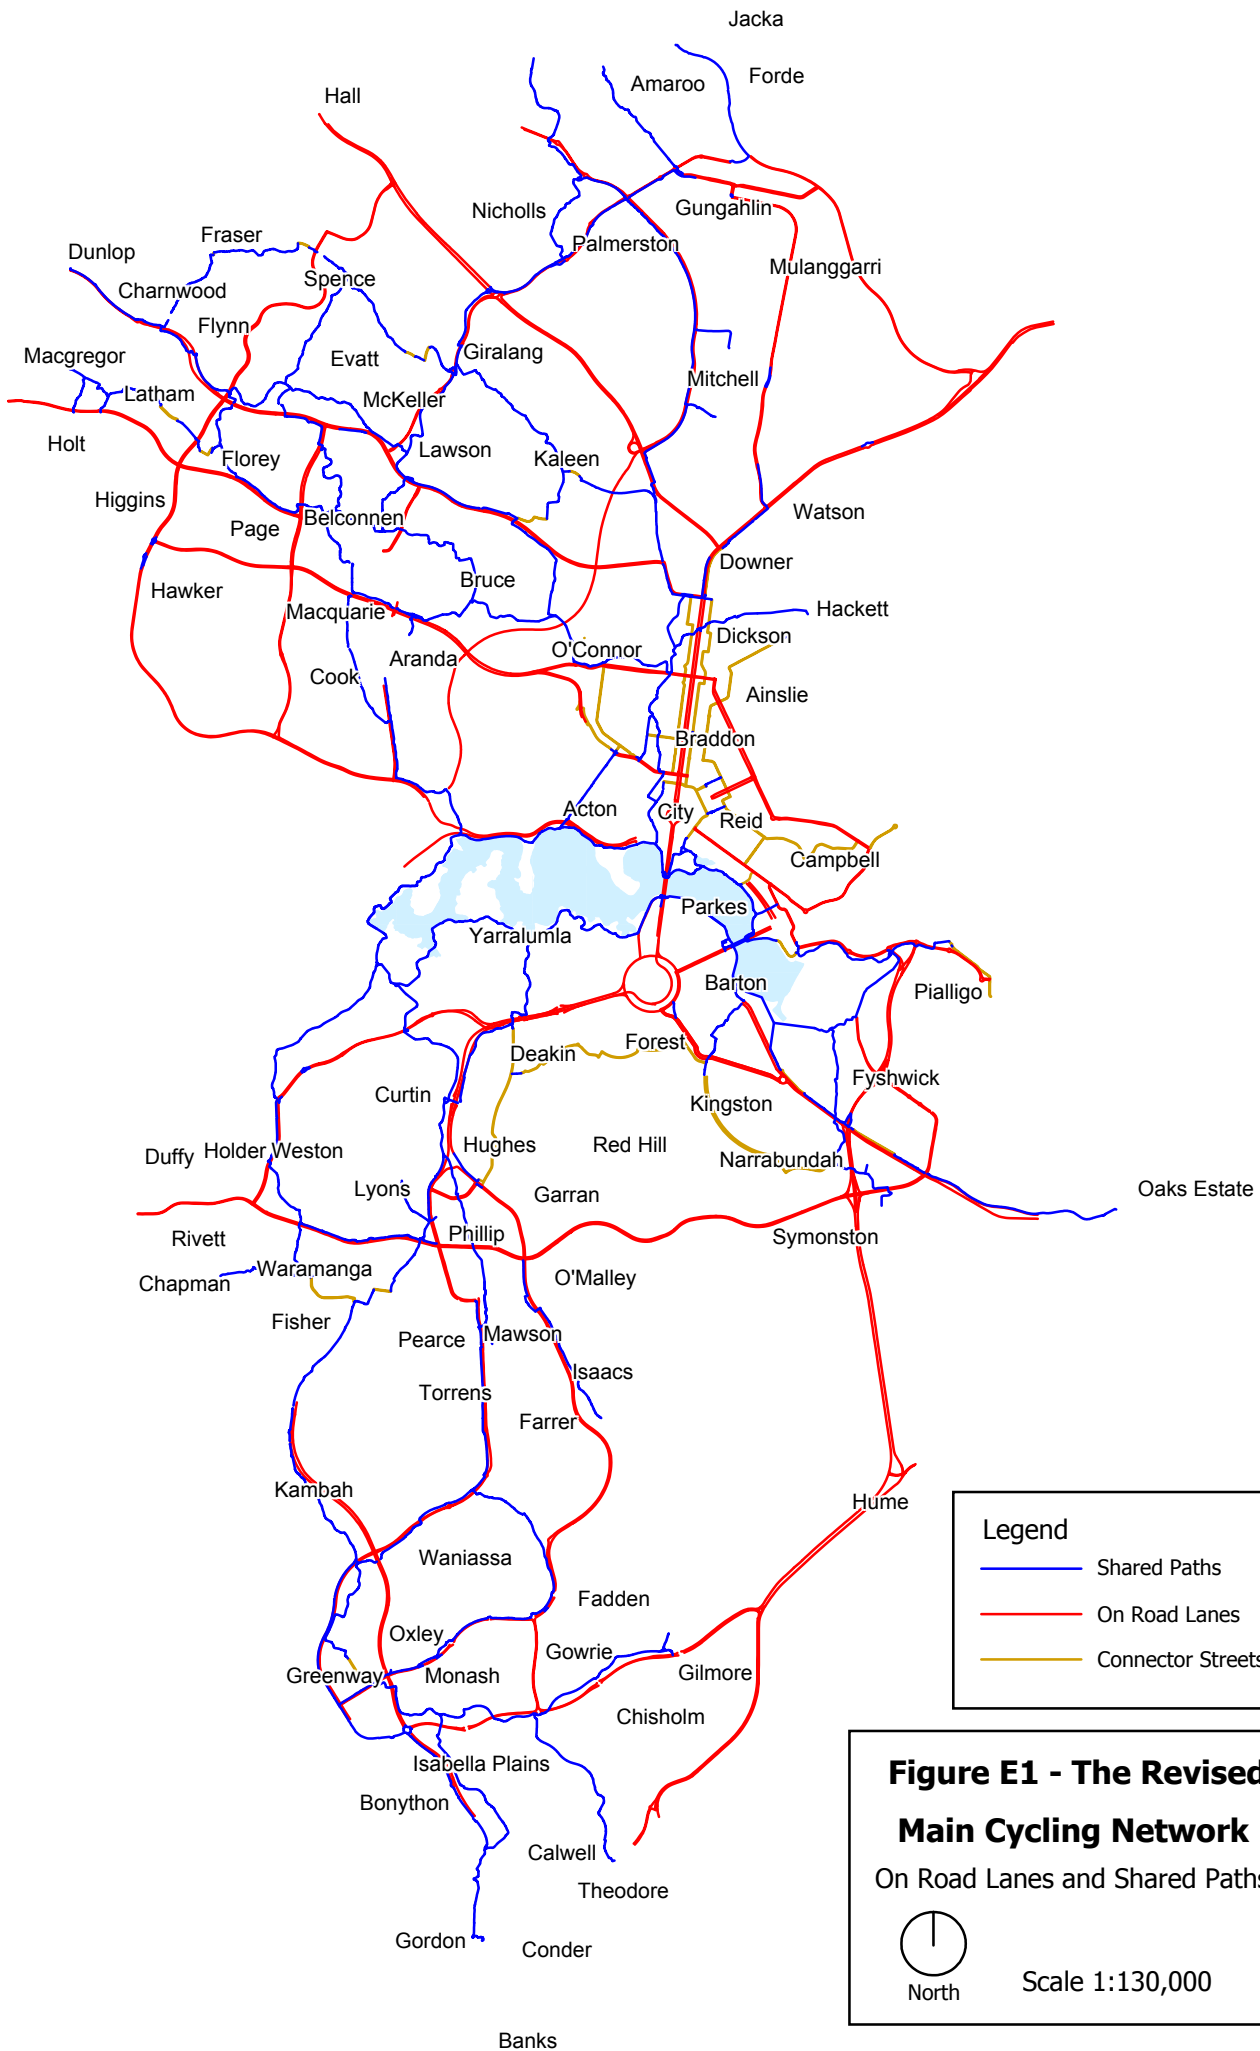 Jacka
Forde
Amaroo
Hall
Nicholls
Gungahlin
Fraser
Palmerston
Dunlop
Mulanggarri
Spence
Charnwood
Flynn
Giralang
Macgregor
Evatt
Mitchell
Latham
McKeller
Holt
Lawson
Florey
Kaleen
Higgins
Watson
Belconnen
Page
Downer
Bruce
Hawker
Hackett
Macquarie
Dickson
O'Connor
Aranda
Cook
Ainslie
Braddon
Acton
City
Reid
Campbell
Parkes
Yarralumla
Barton
Pialligo
Forest
Deakin
Fyshwick
Curtin
Kingston
Hughes
Red Hill
Holder
Weston
Duffy
Narrabundah
Lyons
Garran
Oaks Estate
Phillip
Rivett
Symonston
Waramanga
O'Malley
Chapman
Fisher
Mawson
Pearce
Isaacs
Torrens
Farrer
Kambah
Hume
Waniassa
Fadden
Oxley
Gowrie
Greenway
Monash
Gilmore
Chisholm
Isabella Plains
Bonython
Calwell
Theodore
Gordon
Conder
Banks
Legend
Shared Paths
On Road Lanes
Connector Streets
Figure E1 - The Revised
Main Cycling Network
On Road Lanes and Shared Paths
North
Scale 1:130,000